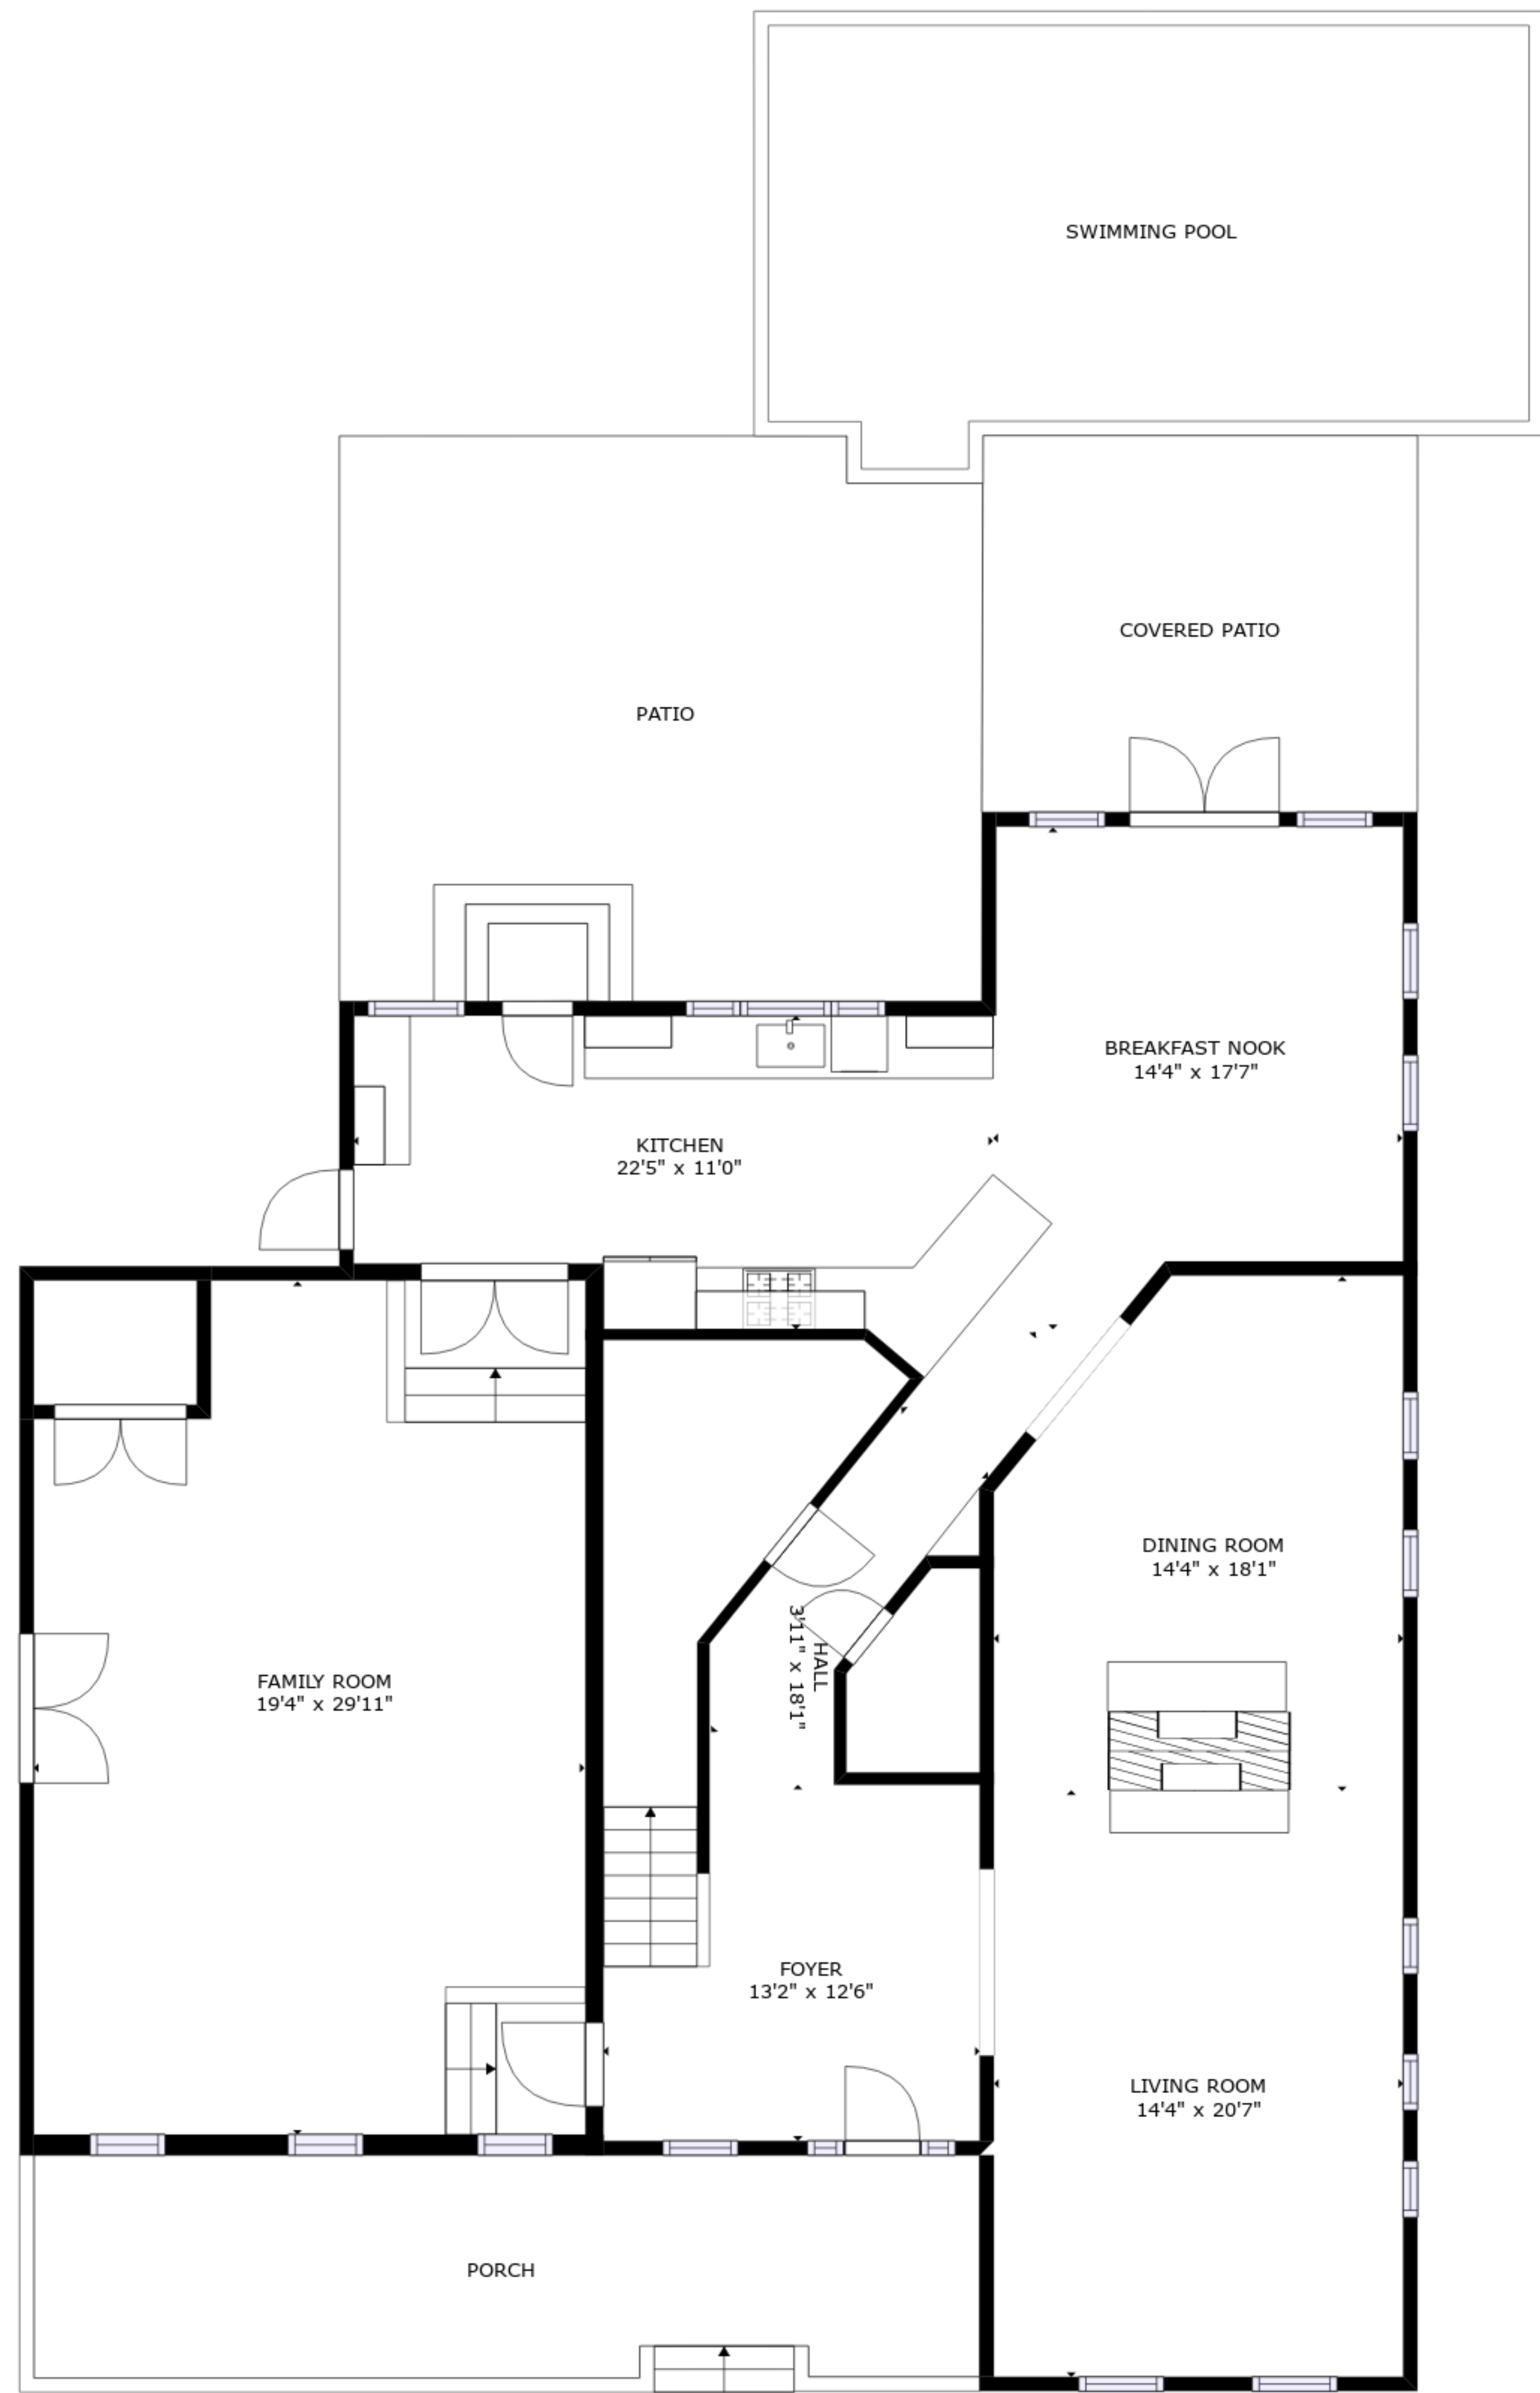 SWIMMING POOL
COVERED PATIO
PATIO
BREAKFAST NOOK
14'4" x 17'7"
KITCHEN
22'5" x 11'0"
DINING ROOM
14'4" x 18'1"
HALL
3'11" x 18'1"
FAMILY ROOM
19'4" x 29'11"
FOYER
13'2" x 12'6"
LIVING ROOM
14'4" x 20'7"
PORCH